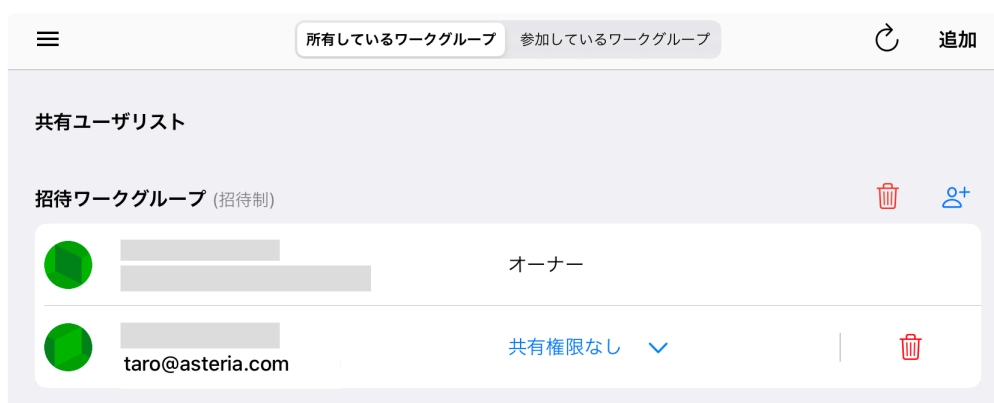 所有しているワークグループ 参加しているワークグループ 追加
共有ユーザリスト
招待ワークグループ (招待制)
オーナー
taro@asteria.com 共有権限なし